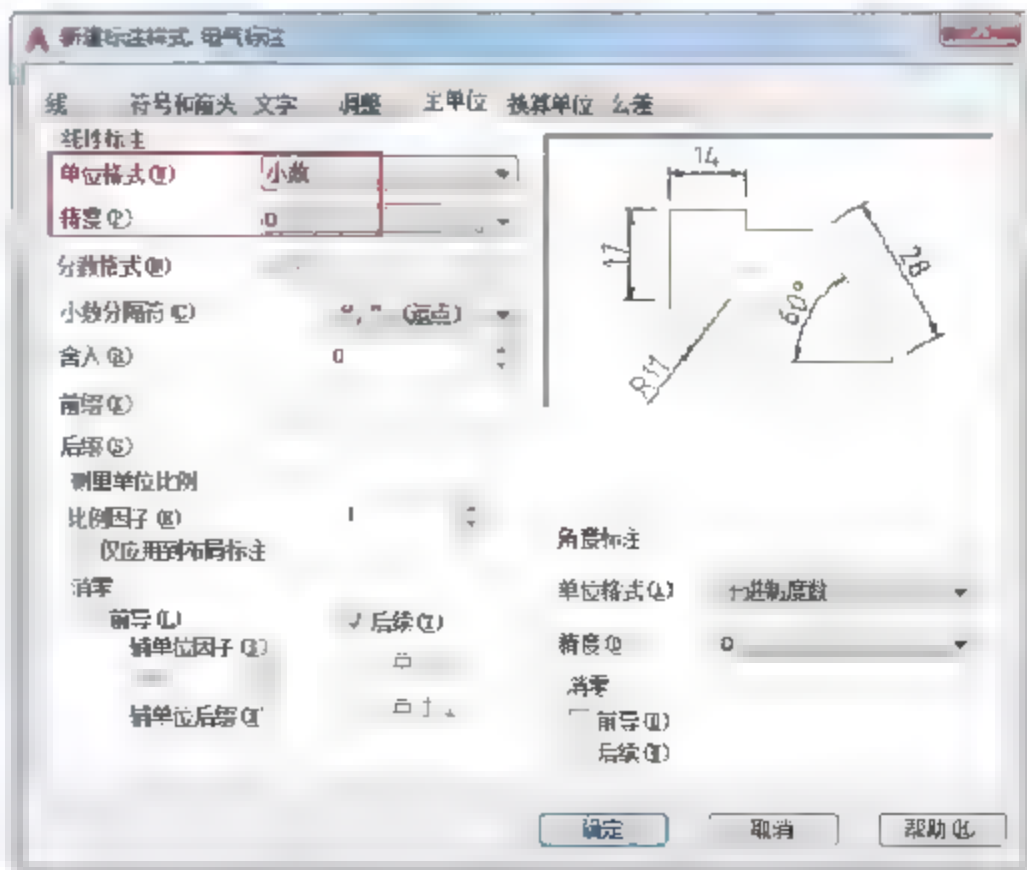 新建标注样式: 电气标注
线 符号和箭头 文字 调整 主单位 换算单位 公差
线性标注
单位格式(U) 小数
精度(P) 0
分数格式(M)
小数分隔符(C) “,” (逗点)
舍入(R) 0
前缀(X)
后缀(S)
测量单位比例
比例因子(E) 1
仅应用到布局标注
消零
前导(L) ✓ 后续(T)
辅单位因子(B)
辅单位后缀(N)
14
17
28
60°
R11
角度标注
单位格式(A) 十进制度数
精度(O) 0
消零
前导(D)
后续(N)
确定 取消 帮助(H)